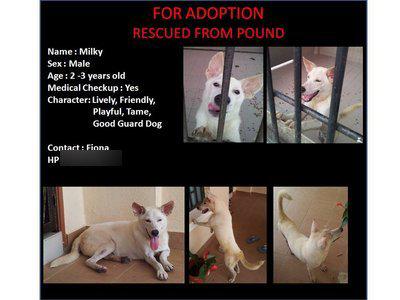 FOR ADOPTION
RESCUED FROM POUND
Name : Milky
Sex : Male
Age : 2 -3 years old
Medical Checkup : Yes
Character: Lively, Friendly,
Playful, Tame,
Good Guard Dog
Contact : Fiona
HP